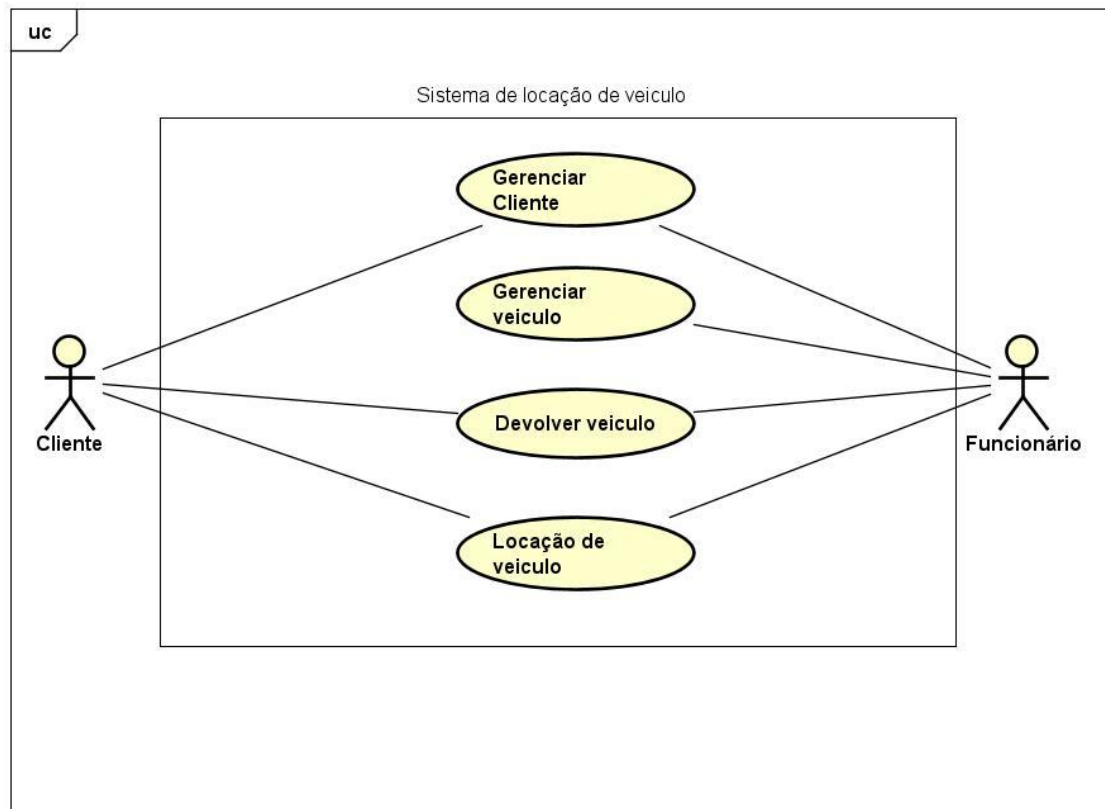 uc
Sistema de locação de veiculo
Gerenciar
Cliente
Gerenciar
veiculo
Devolver veiculo
Cliente
Funcionário
Locação de
veiculo